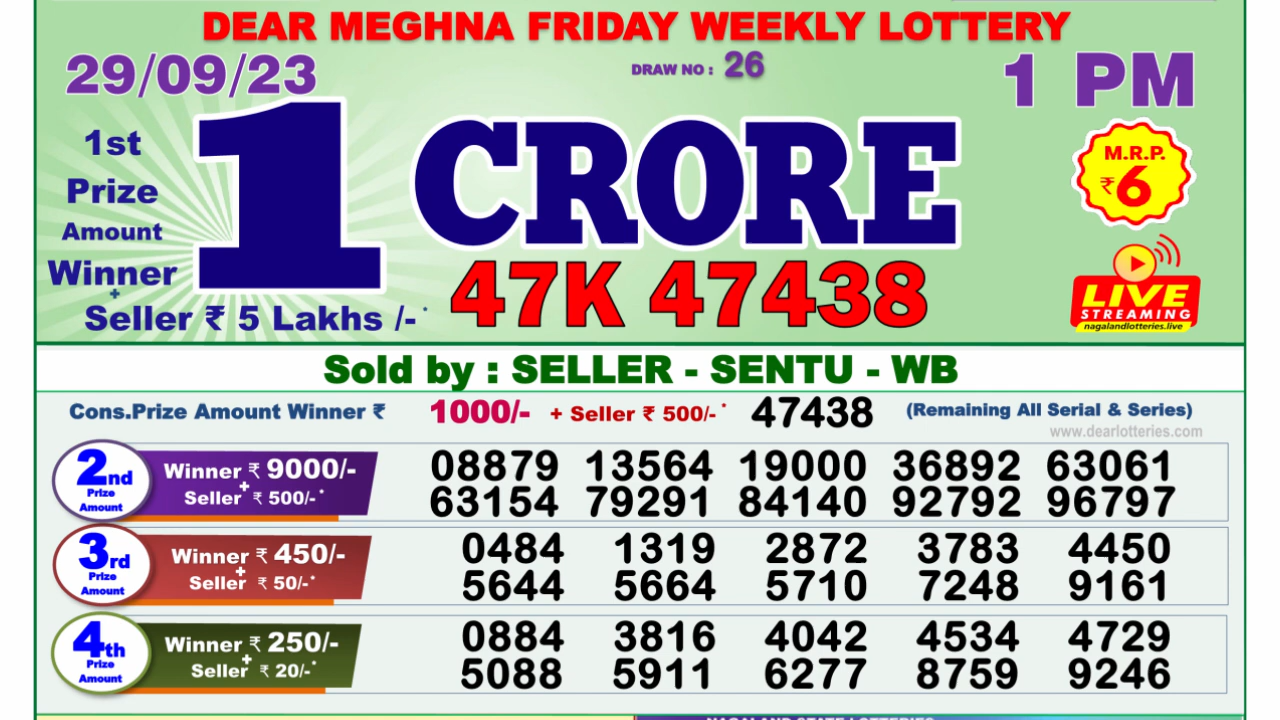 DEAR MEGHNA FRIDAY WEEKLY LOTTERY
29/09/23
DRAW NO : 26
1 PM
1st
Prize
Amount
Winner
+
Seller ₹ 5 Lakhs /- *
1 CRORE
47K 47438
M.R.P.
₹6
LIVE
STREAMING
nagalandlotteries.live
Sold by : SELLER - SENTU - WB
Cons.Prize Amount Winner ₹ 1000/- + Seller ₹ 500/- * 47438 (Remaining All Serial & Series)
www.dearlotteries.com
2nd
Prize
Amount
Winner ₹ 9000/-
+
Seller ₹ 500/- *
08879 13564 19000 36892 63061
63154 79291 84140 92792 96797
3rd
Prize
Amount
Winner ₹ 450/-
+
Seller ₹ 50/- *
0484 1319 2872 3783 4450
5644 5664 5710 7248 9161
4th
Prize
Amount
Winner ₹ 250/-
+
Seller ₹ 20/- *
0884 3816 4042 4534 4729
5088 5911 6277 8759 9246
NAGALAND STATE LOTTERIES